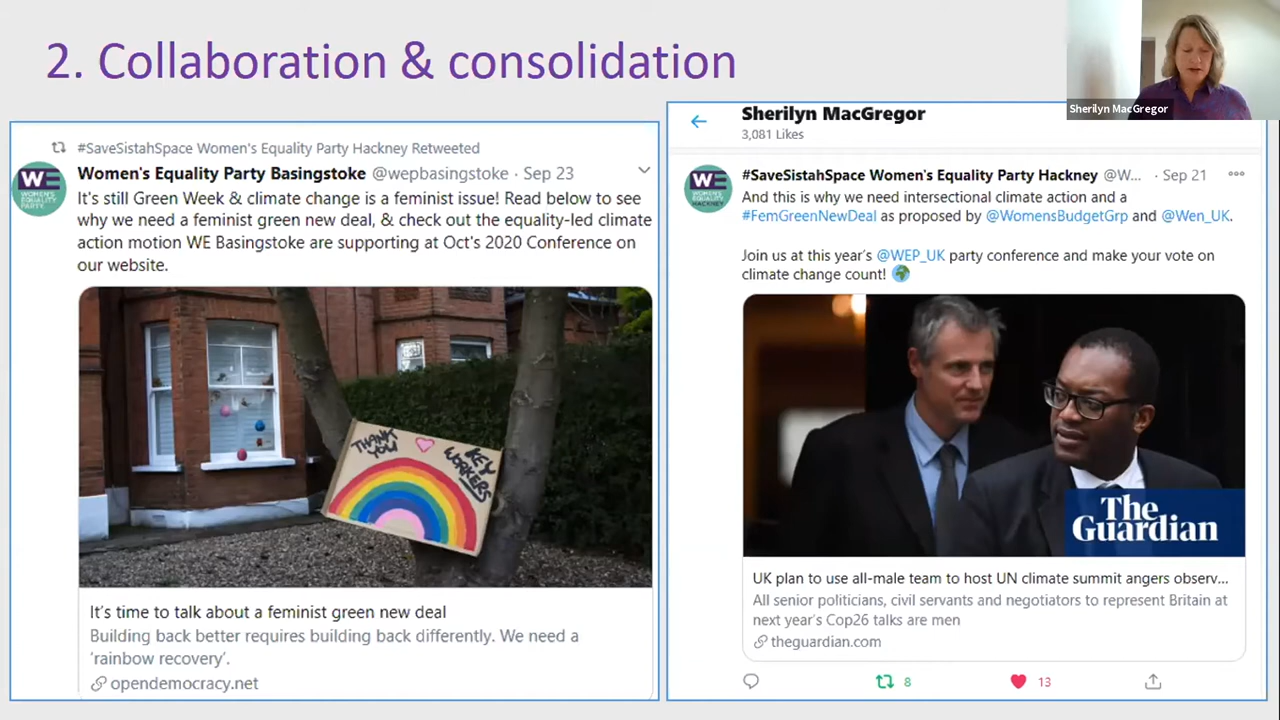 2. Collaboration & consolidation
Sherilyn MacGregor
#SaveSistahSpace Women's Equality Party Hackney Retweeted
WE
WOMEN'S
EQUALITY
PARTY
Women's Equality Party Basingstoke @wepbasingstoke · Sep 23
It's still Green Week & climate change is a feminist issue! Read below to see
why we need a feminist green new deal, & check out the equality-led climate
action motion WE Basingstoke are supporting at Oct's 2020 Conference on
our website.
THANK
YOU
KEY
WORKERS
It's time to talk about a feminist green new deal
Building back better requires building back differently. We need a
‘rainbow recovery’.
opendemocracy.net
Sherilyn MacGregor
3,081 Likes
WE
WOMEN'S
EQUALITY
HACKNEY
#SaveSistahSpace Women's Equality Party Hackney @W... · Sep 21
And this is why we need intersectional climate action and a
#FemGreenNewDeal as proposed by @WomensBudgetGrp and @Wen_UK.
Join us at this year's @WEP_UK party conference and make your vote on
climate change count!
The
Guardian
UK plan to use all-male team to host UN climate summit angers observ...
All senior politicians, civil servants and negotiators to represent Britain at
next year's Cop26 talks are men
theguardian.com
8
13